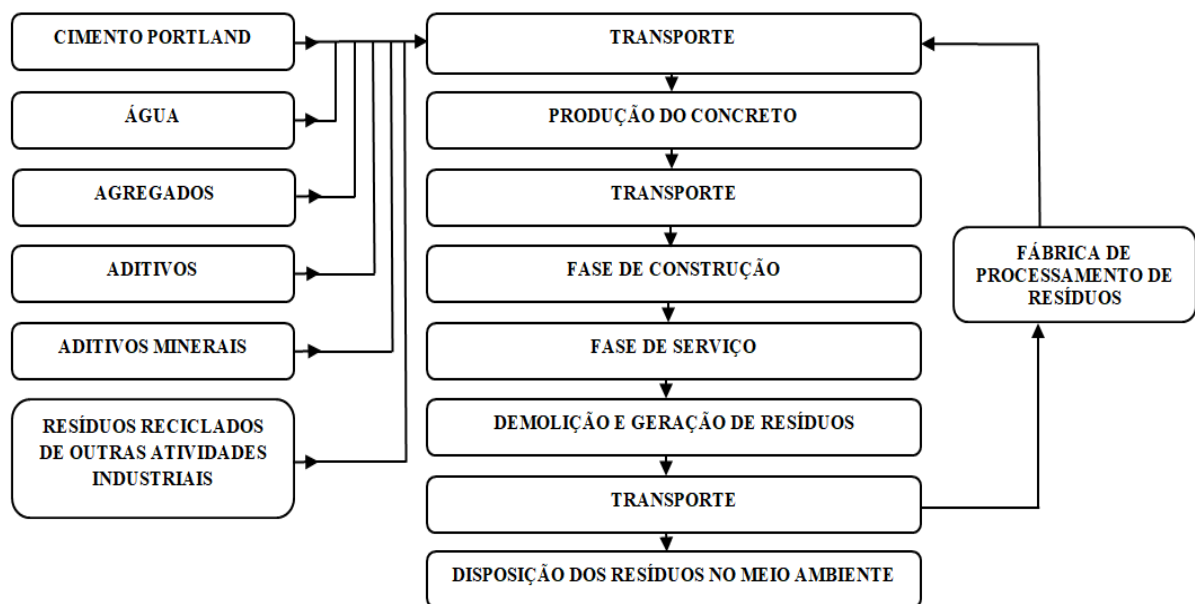 CIMENTO PORTLAND
ÁGUA
AGREGADOS
ADITIVOS
ADITIVOS MINERAIS
RESÍDUOS RECICLADOS
DE OUTRAS ATIVIDADES
INDUSTRIAIS
TRANSPORTE
PRODUÇÃO DO CONCRETO
TRANSPORTE
FASE DE CONSTRUÇÃO
FASE DE SERVIÇO
DEMOLIÇÃO E GERAÇÃO DE RESÍDUOS
TRANSPORTE
DISPOSIÇÃO DOS RESÍDUOS NO MEIO AMBIENTE
FÁBRICA DE
PROCESSAMENTO DE
RESÍDUOS